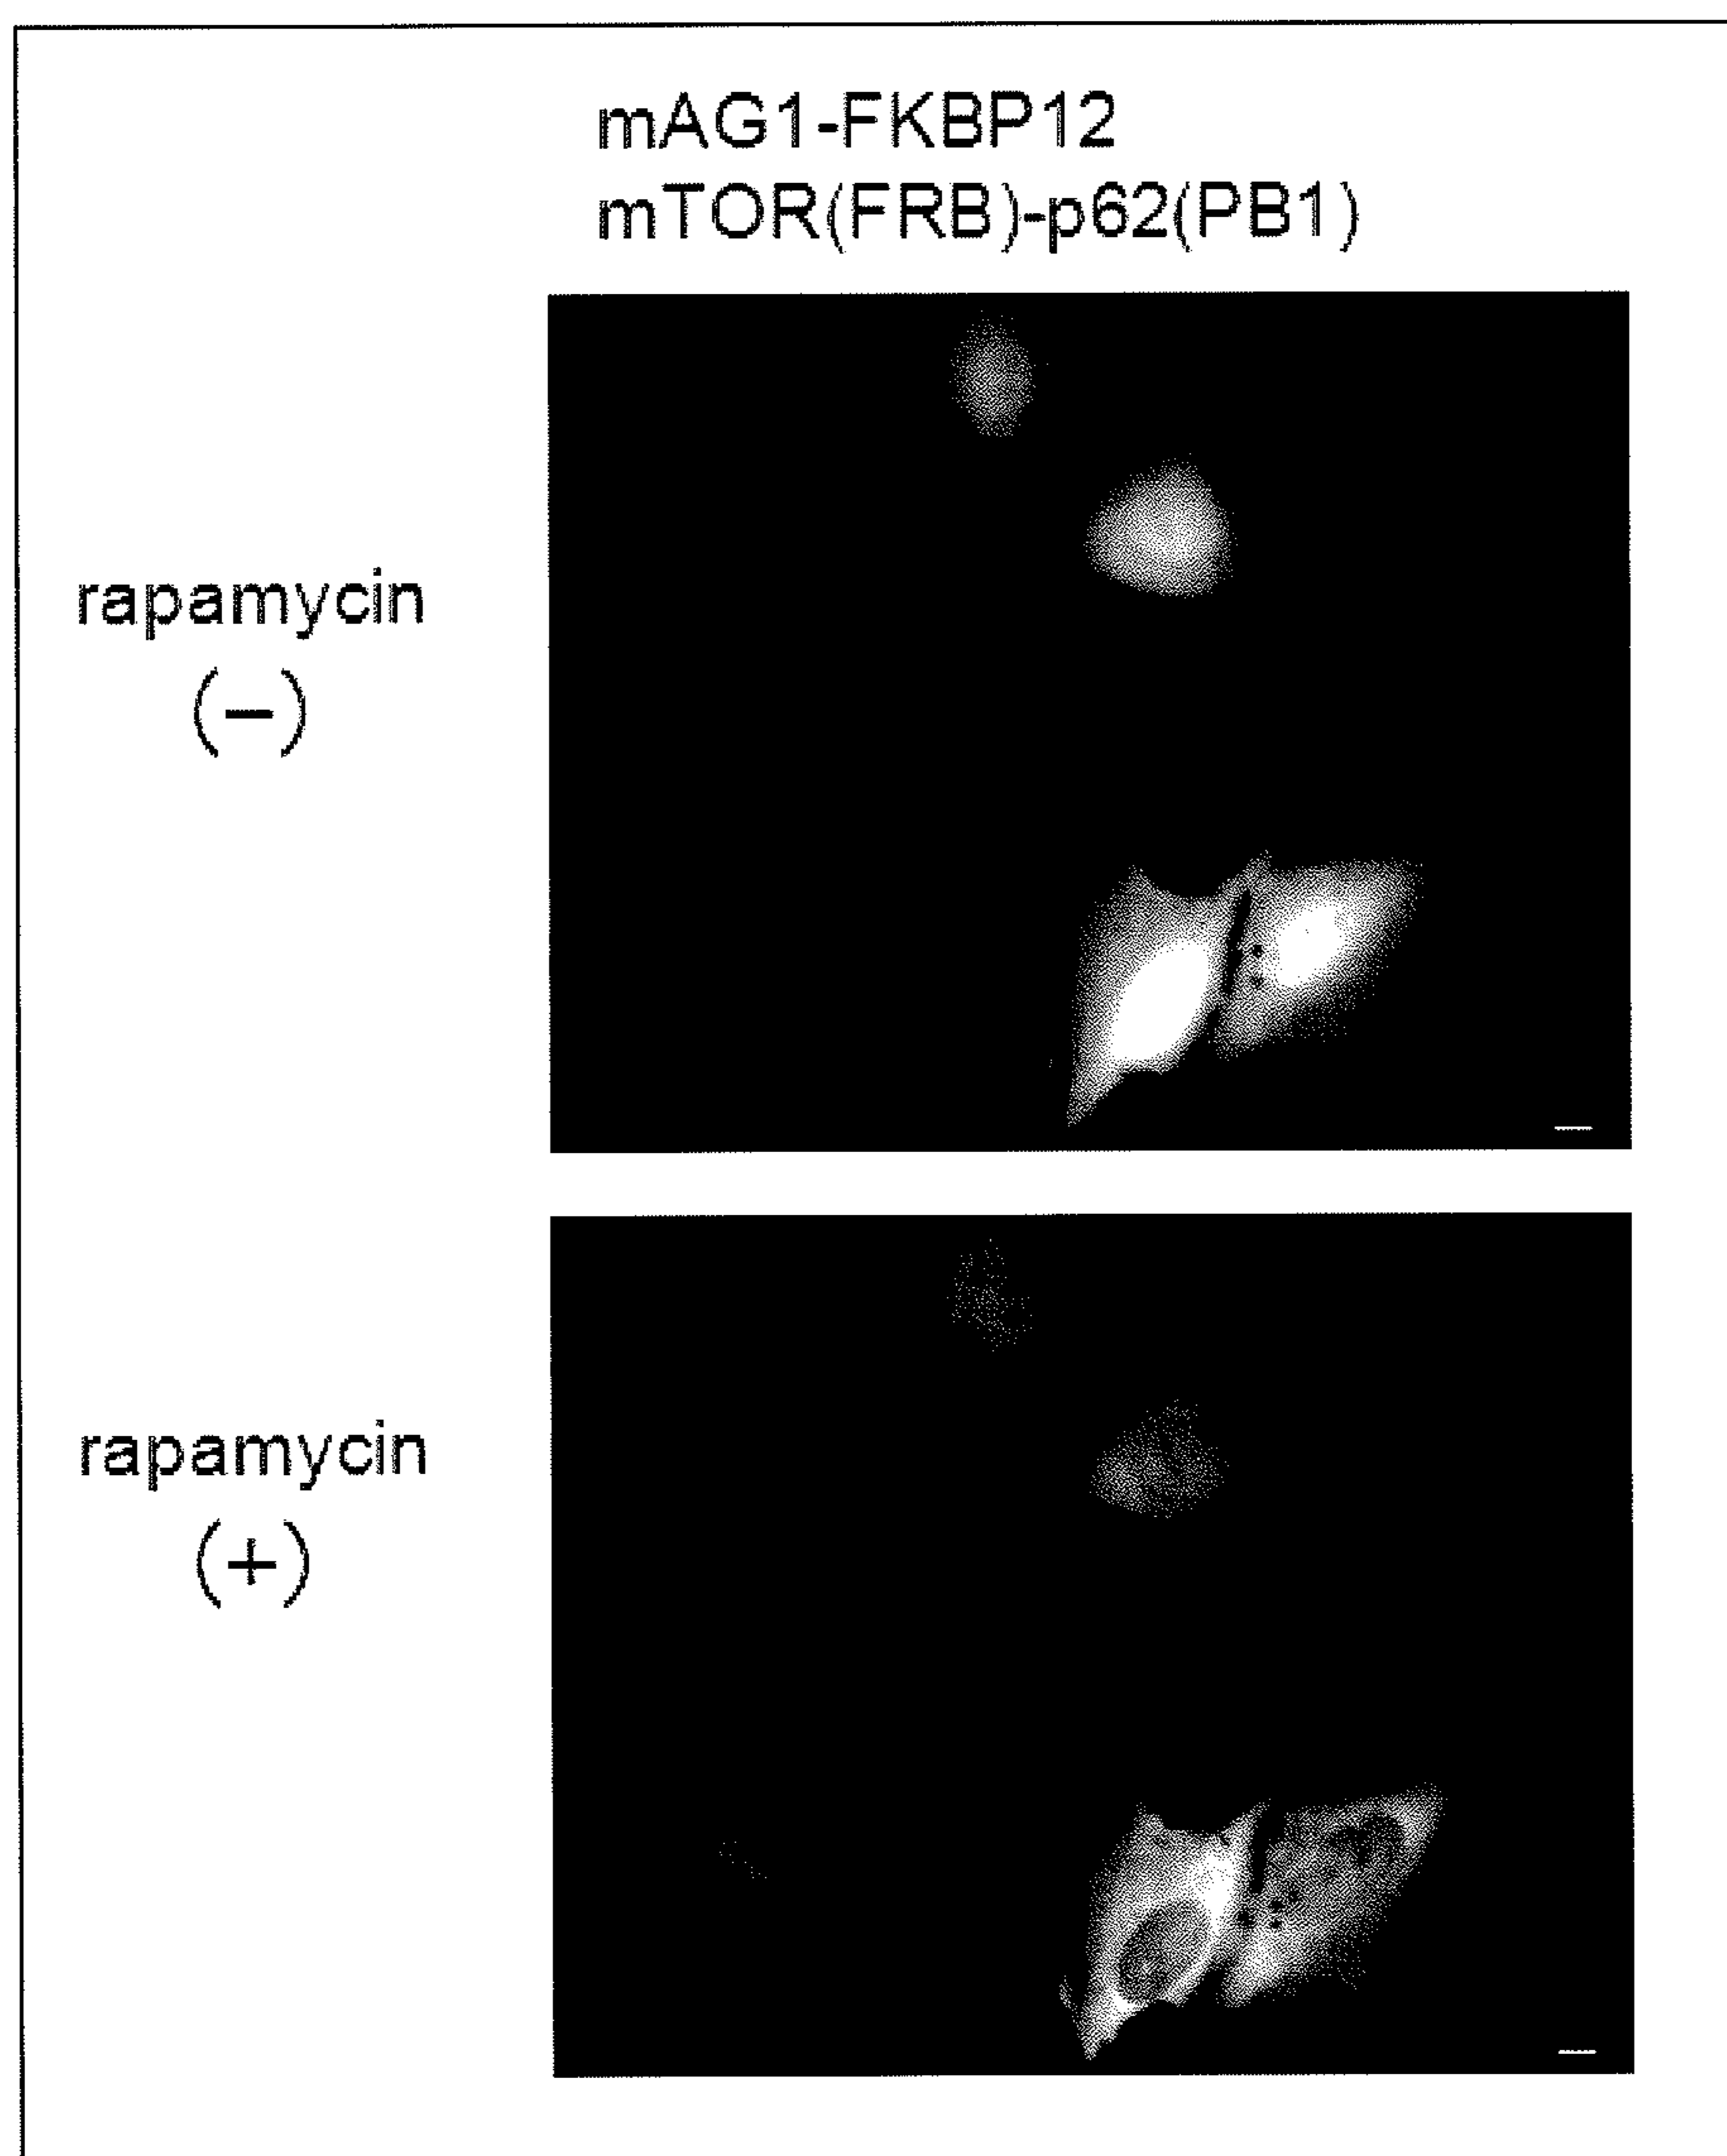 mAG1-FKBP12
mTOR(FRB)-p62(PB1)
rapamycin
(−)
rapamycin
(+)